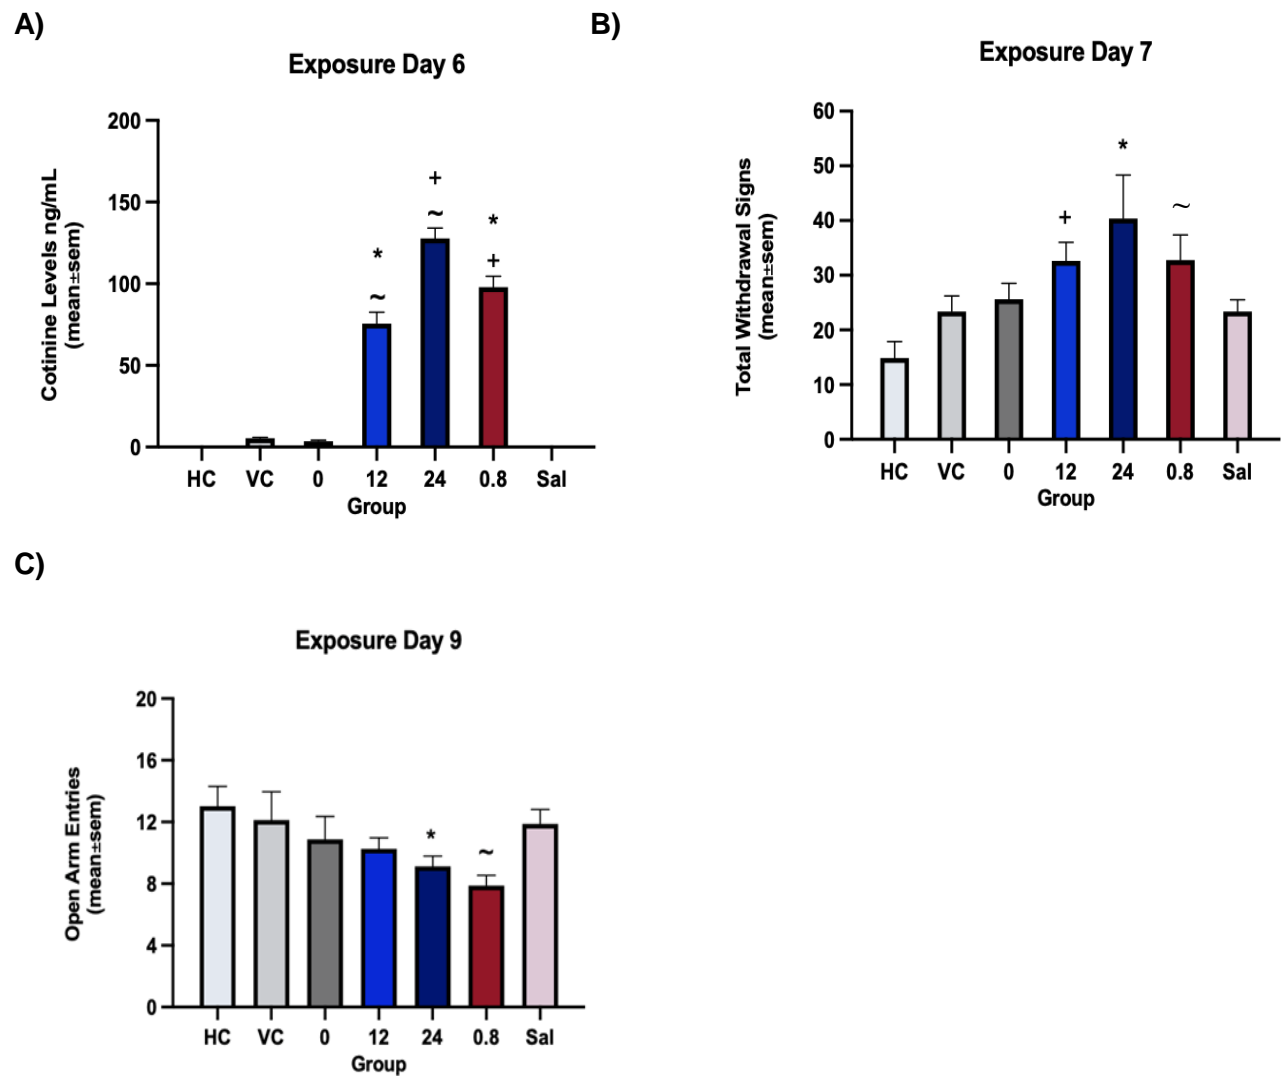 A)
Exposure Day 6
Cotinine Levels ng/mL
(mean±sem)
200
150
100
50
0
*
~
+
~
*
+
HC VC 0 12 24 0.8 Sal
Group
B)
Exposure Day 7
Total Withdrawal Signs
(mean±sem)
60
50
40
30
20
10
0
+
*
~
HC VC 0 12 24 0.8 Sal
Group
C)
Exposure Day 9
Open Arm Entries
(mean±sem)
20
16
12
8
4
0
*
~
HC VC 0 12 24 0.8 Sal
Group